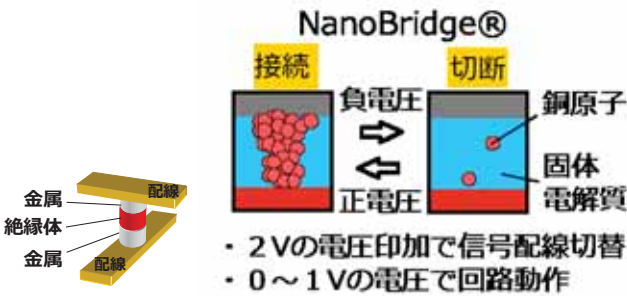 NanoBridge®
接続
切断
負電圧
正電圧
銅原子
固体
電解質
配線
金属
絶縁体
金属
配線
・2Vの電圧印加で信号配線切替
・0～1Vの電圧で回路動作